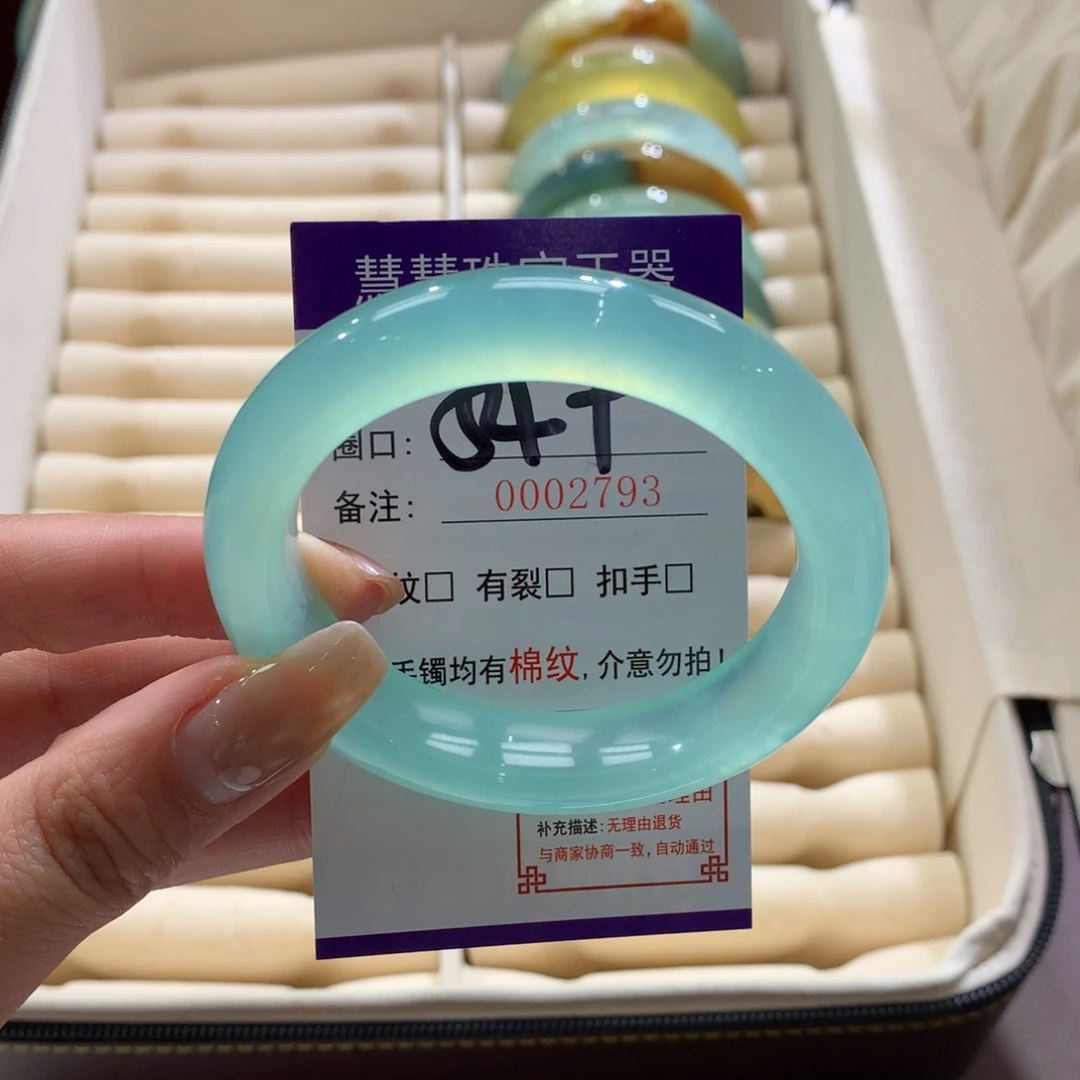 慧慧珠宝玉器
圈口:
备注: 0002793
纹□ 有裂□ 扣手□
手镯均有棉纹, 介意勿拍!
理由
补充描述: 无理由退货
与商家协商一致, 自动通过